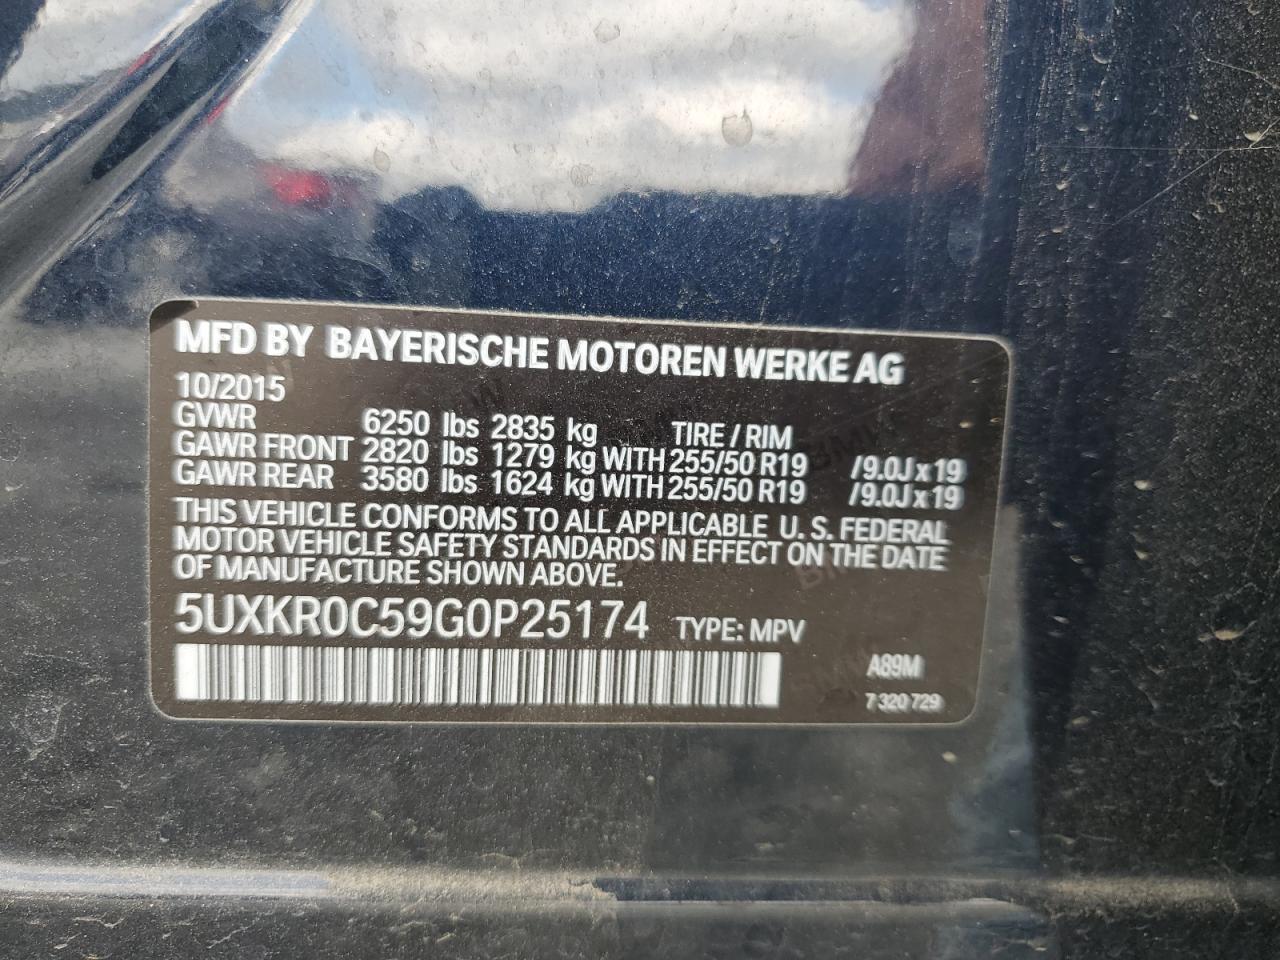 MFD BY BAYERISCHE MOTOREN WERKE AG
10/2015
GVWR 6250 lbs 2835 kg TIRE / RIM
GAWR FRONT 2820 lbs 1279 kg WITH 255/50 R19 /9.0J x 19
GAWR REAR 3580 lbs 1624 kg WITH 255/50 R19 /9.0J x 19
THIS VEHICLE CONFORMS TO ALL APPLICABLE U. S. FEDERAL
MOTOR VEHICLE SAFETY STANDARDS IN EFFECT ON THE DATE
OF MANUFACTURE SHOWN ABOVE.
5UXKR0C59G0P25174 TYPE: MPV
A89M
7 320 729